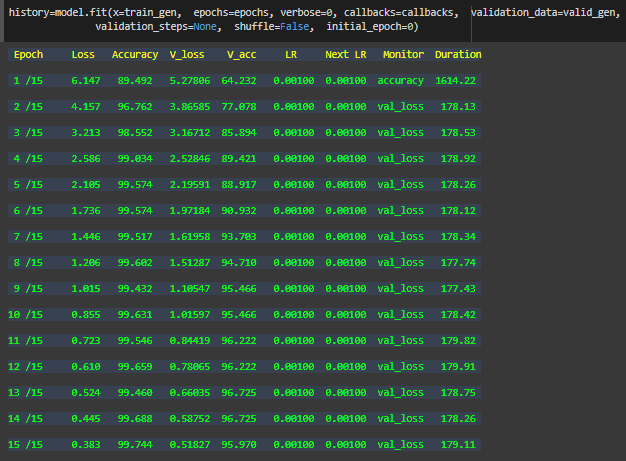 history=model.fit(x=train_gen,  epochs=epochs, verbose=0, callbacks=callbacks,  validation_data=valid_gen,
validation_steps=None,  shuffle=False,  initial_epoch=0)
Epoch Loss Accuracy V_loss V_acc LR Next LR Monitor Duration
1 /15 6.147 89.492 5.27806 64.232 0.00100 0.00100 accuracy 1614.22
2 /15 4.157 96.762 3.86585 77.078 0.00100 0.00100 val_loss 178.13
3 /15 3.213 98.552 3.16712 85.894 0.00100 0.00100 val_loss 178.53
4 /15 2.586 99.034 2.52846 89.421 0.00100 0.00100 val_loss 178.92
5 /15 2.105 99.574 2.19591 88.917 0.00100 0.00100 val_loss 178.26
6 /15 1.736 99.574 1.97184 90.932 0.00100 0.00100 val_loss 178.12
7 /15 1.446 99.517 1.61958 93.703 0.00100 0.00100 val_loss 178.34
8 /15 1.206 99.602 1.51287 94.710 0.00100 0.00100 val_loss 177.74
9 /15 1.015 99.432 1.10547 95.466 0.00100 0.00100 val_loss 177.43
10 /15 0.855 99.631 1.01597 95.466 0.00100 0.00100 val_loss 178.42
11 /15 0.723 99.546 0.84419 96.222 0.00100 0.00100 val_loss 179.82
12 /15 0.610 99.659 0.78065 96.222 0.00100 0.00100 val_loss 179.91
13 /15 0.524 99.460 0.66035 96.725 0.00100 0.00100 val_loss 178.75
14 /15 0.445 99.688 0.58752 96.725 0.00100 0.00100 val_loss 178.26
15 /15 0.383 99.744 0.51827 95.970 0.00100 0.00100 val_loss 179.11